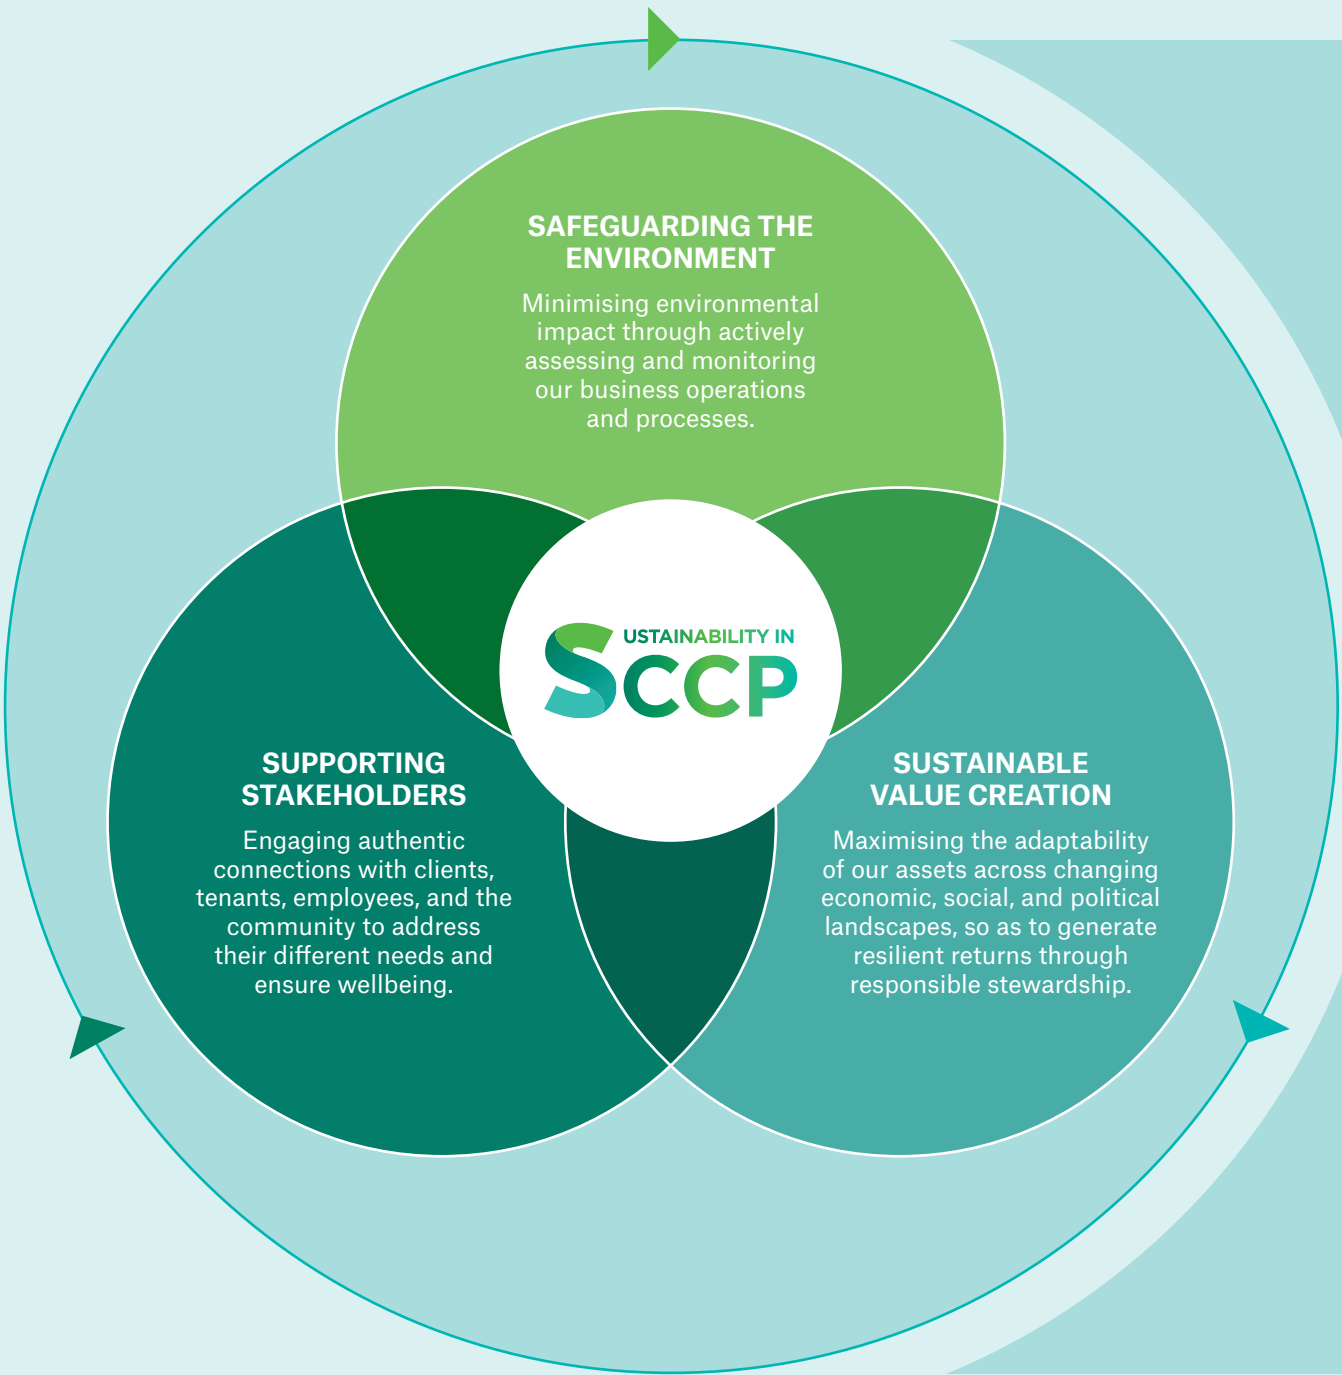 SAFEGUARDING THE
ENVIRONMENT
Minimising environmental
impact through actively
assessing and monitoring
our business operations
and processes.
SUSTAINABILITY IN
SCCP
SUPPORTING
STAKEHOLDERS
Engaging authentic
connections with clients,
tenants, employees, and the
community to address
their different needs and
ensure wellbeing.
SUSTAINABLE
VALUE CREATION
Maximising the adaptability
of our assets across changing
economic, social, and political
landscapes, so as to generate
resilient returns through
responsible stewardship.